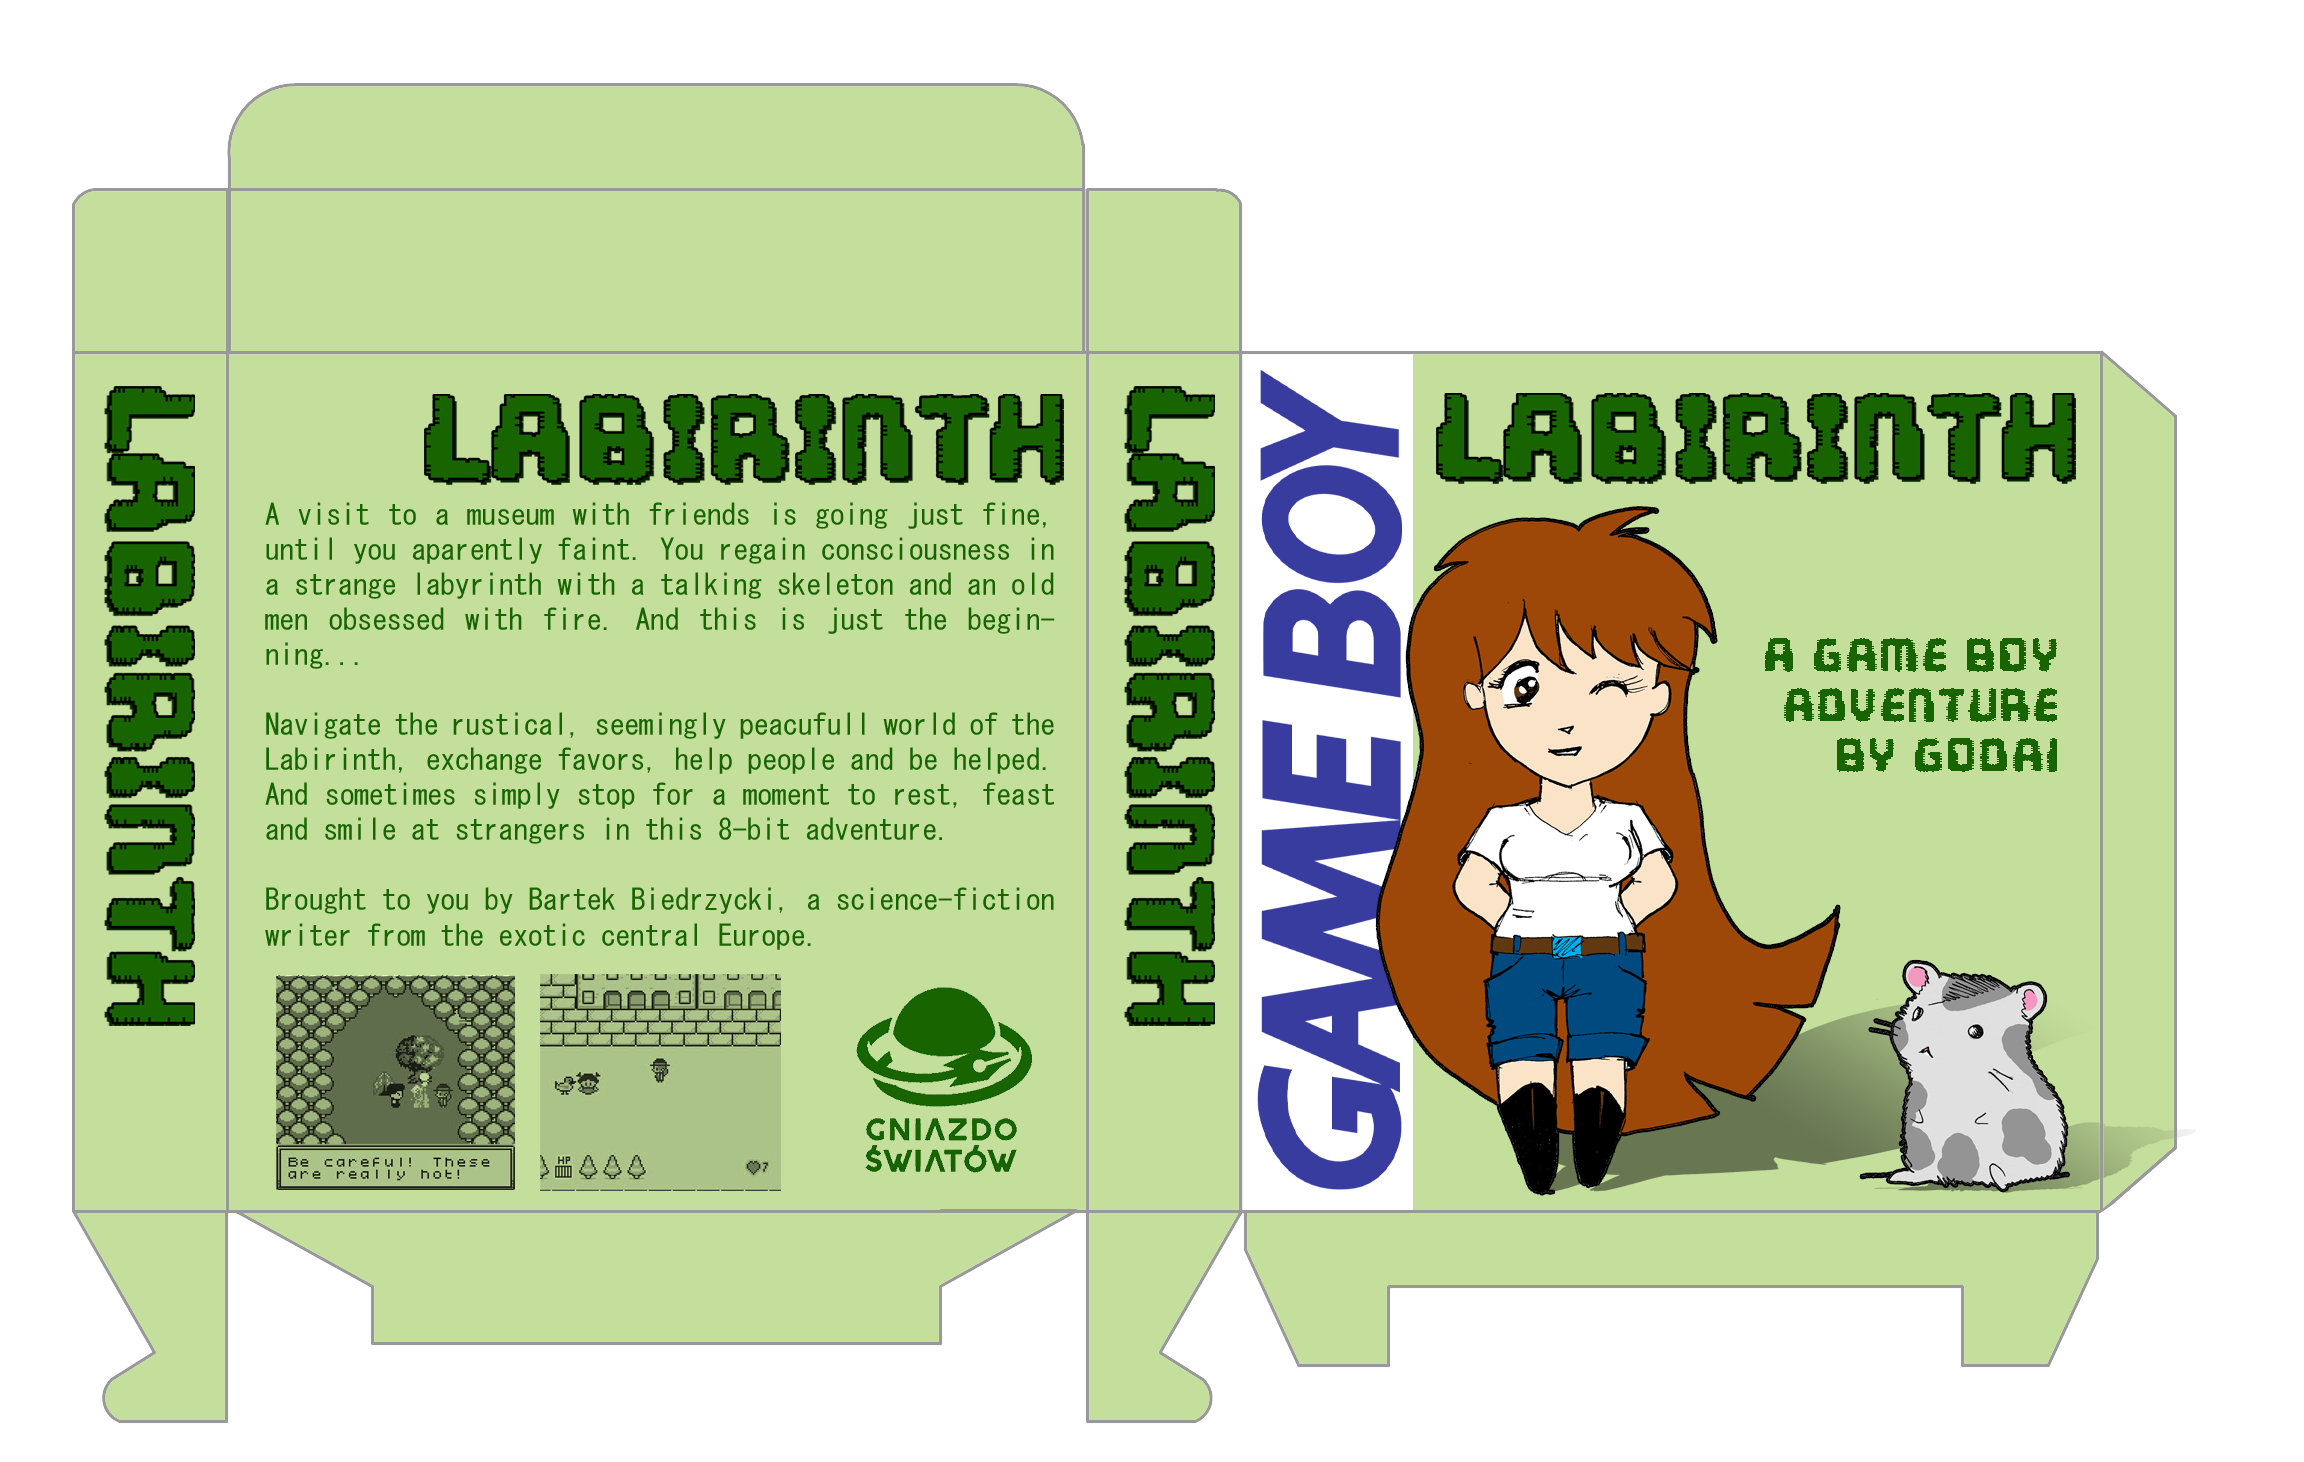 LABIRINTH
LABIRINTH
A visit to a museum with friends is going just fine,
until you aparently faint. You regain consciousness in
a strange labyrinth with a talking skeleton and an old
men obsessed with fire. And this is just the begin-
ning...
Navigate the rustical, seemingly peacufull world of the
Labirinth, exchange favors, help people and be helped.
And sometimes simply stop for a moment to rest, feast
and smile at strangers in this 8-bit adventure.
Brought to you by Bartek Biedrzycki, a science-fiction
writer from the exotic central Europe.
Be careful! These
are really hot!
HP
7
GNIAZDO
ŚWIATÓW
LABIRINTH
GAME BOY
LABIRINTH
A GAME BOY
ADVENTURE
BY GODAI